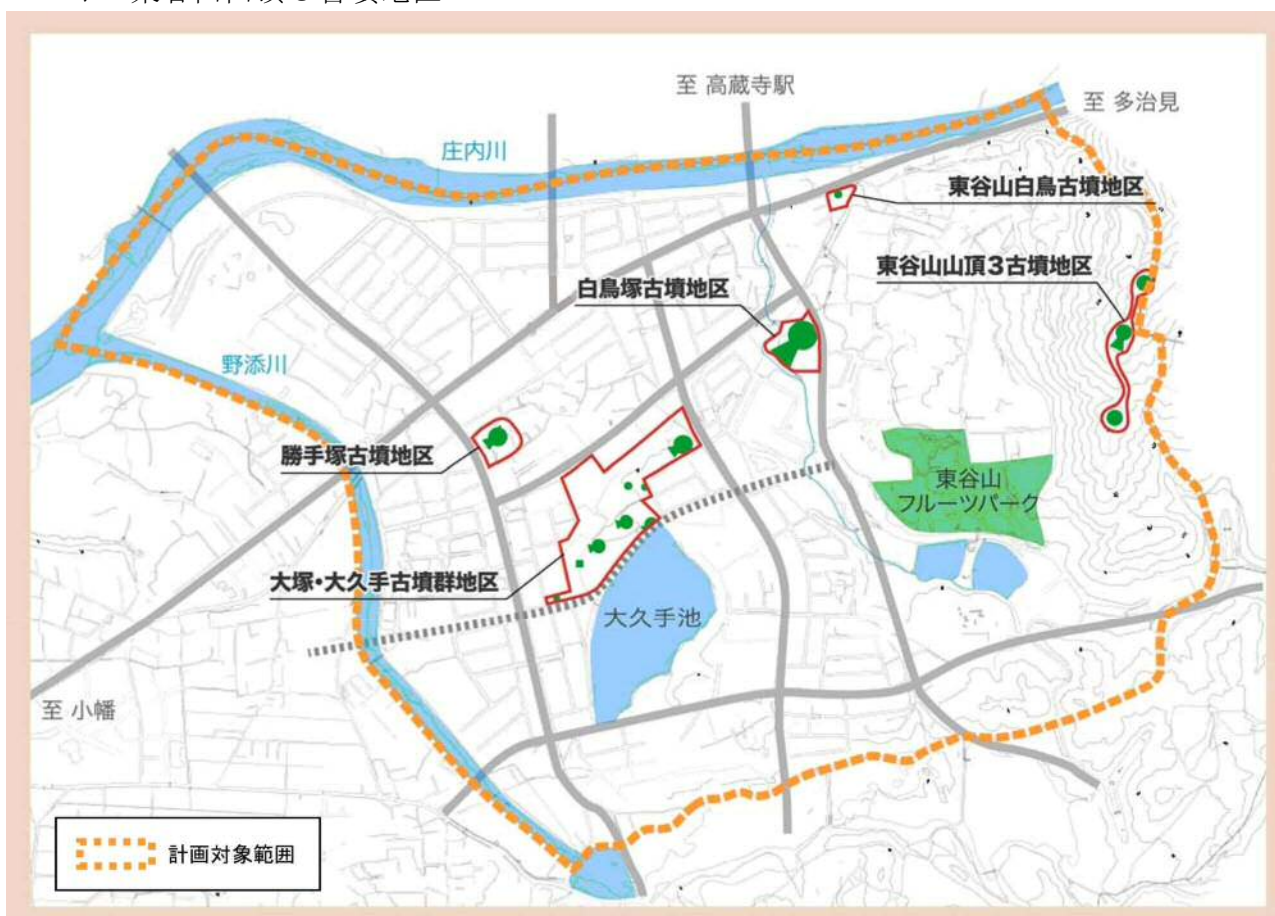 至 高蔵寺駅
至 多治見
庄内川
東谷山白鳥古墳地区
東谷山山頂3古墳地区
白鳥塚古墳地区
野添川
勝手塚古墳地区
東谷山
フルーツパーク
大塚・大久手古墳群地区
大久手池
至 小幡
計画対象範囲